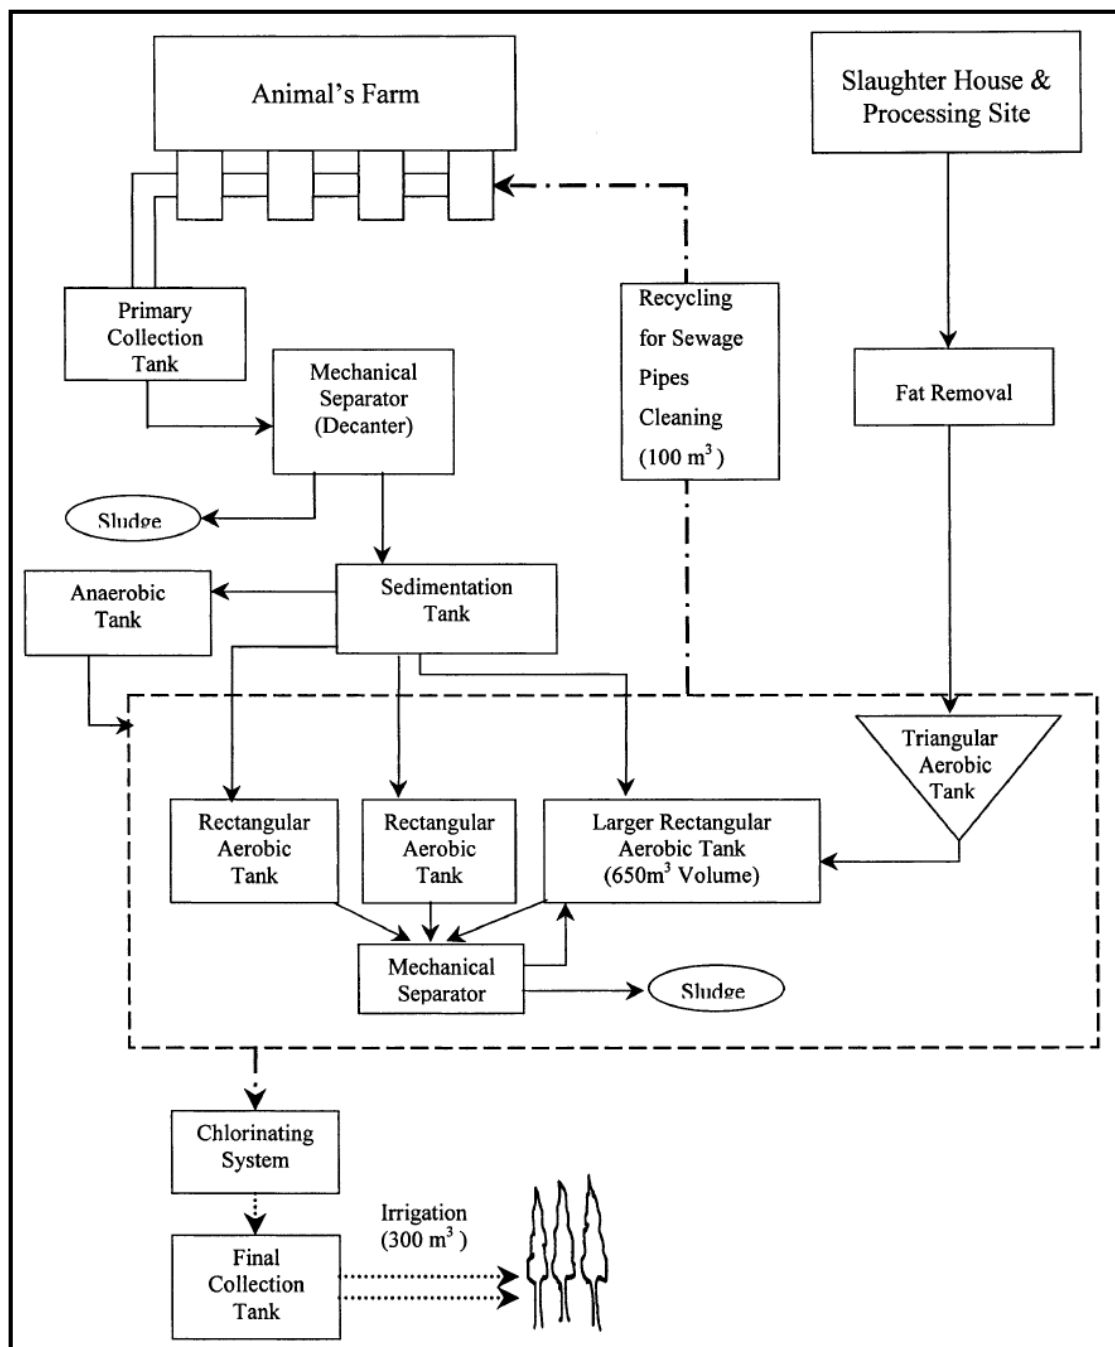 Animal's Farm
Slaughter House &
Processing Site
Primary
Collection
Tank
Mechanical
Separator
(Decanter)
Recycling
for Sewage
Pipes
Cleaning
(100 m³ )
Fat Removal
Sludge
Anaerobic
Tank
Sedimentation
Tank
Triangular
Aerobic
Tank
Rectangular
Aerobic
Tank
Rectangular
Aerobic
Tank
Larger Rectangular
Aerobic Tank
(650m³ Volume)
Mechanical
Separator
Sludge
Chlorinating
System
Irrigation
(300 m³ )
Final
Collection
Tank